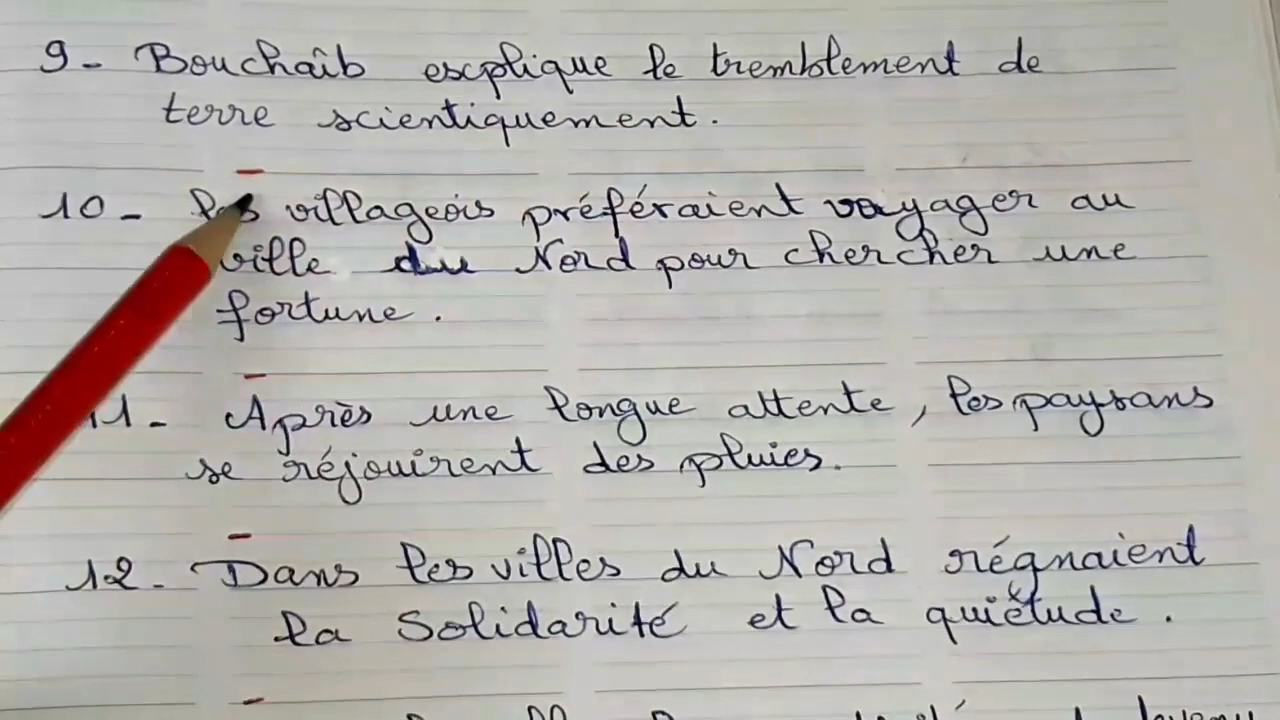 9- Bouchaîb explique le tremblement de
terre scientiquement.
10- les villageois préféraient voyager au
ville du Nord pour chercher une
fortune.
11- Après une longue attente, les paysans
se réjouirent des pluies.
12- Dans les villes du Nord régnaient
la Solidarité et la quiétude.